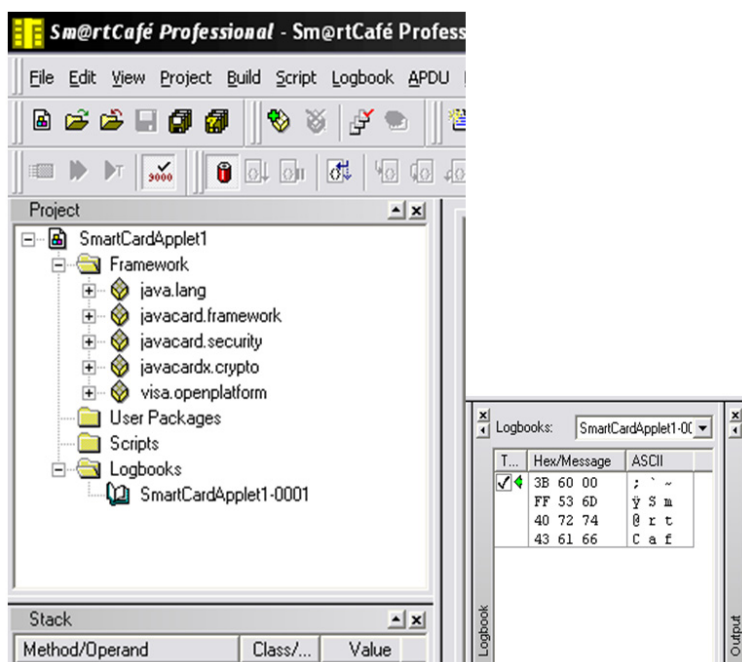 Sm@rtCafé Professional - Sm@rtCafé Profess
File Edit View Project Build Script Logbook APDU
9000
Project
SmartCardApplet1
Framework
java.lang
javacard.framework
javacard.security
javacardx.crypto
visa.openplatform
User Packages
Scripts
Logbooks
SmartCardApplet1-0001
Stack
Method/Operand Class/... Value
Logbooks: SmartCardApplet1-00
T... Hex/Message ASCII
3B 60 00 ; ` ~
FF 53 6D ÿ S m
40 72 74 @ r t
43 61 66 C a f
Logbook
Output